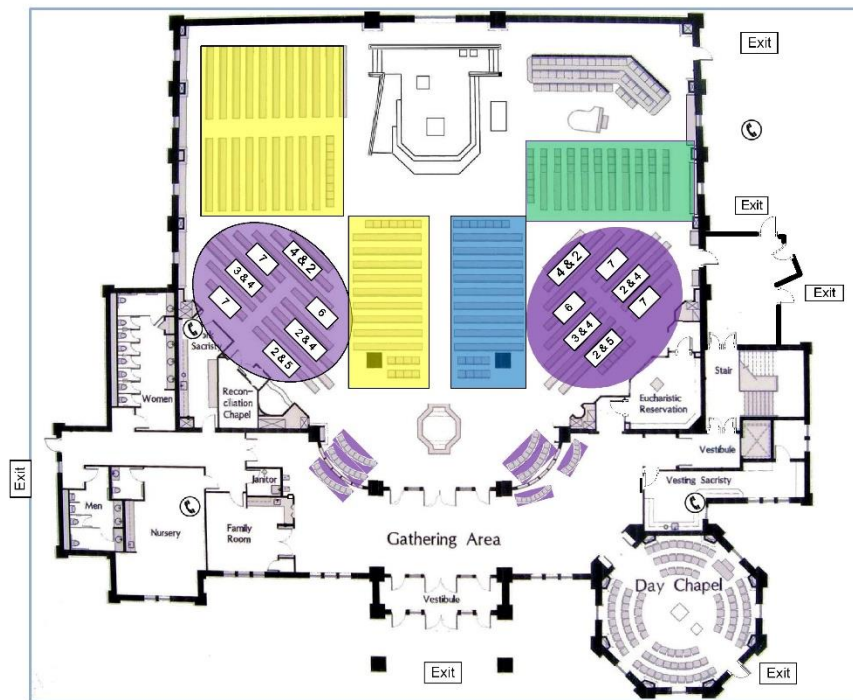 Exit
Exit
Exit
7
4 & 2
3 & 4
7
6
2 & 4
2 & 5
4 & 2
7
2 & 4
6
7
3 & 4
2 & 5
Sacristy
Women
Recon-
ciliation
Chapel
Eucharistic
Reservation
Stair
Vestibule
Vesting Sacristy
Exit
Men
Nursery
Janitor
Family
Room
Gathering Area
Vestibule
Day Chapel
Exit
Exit